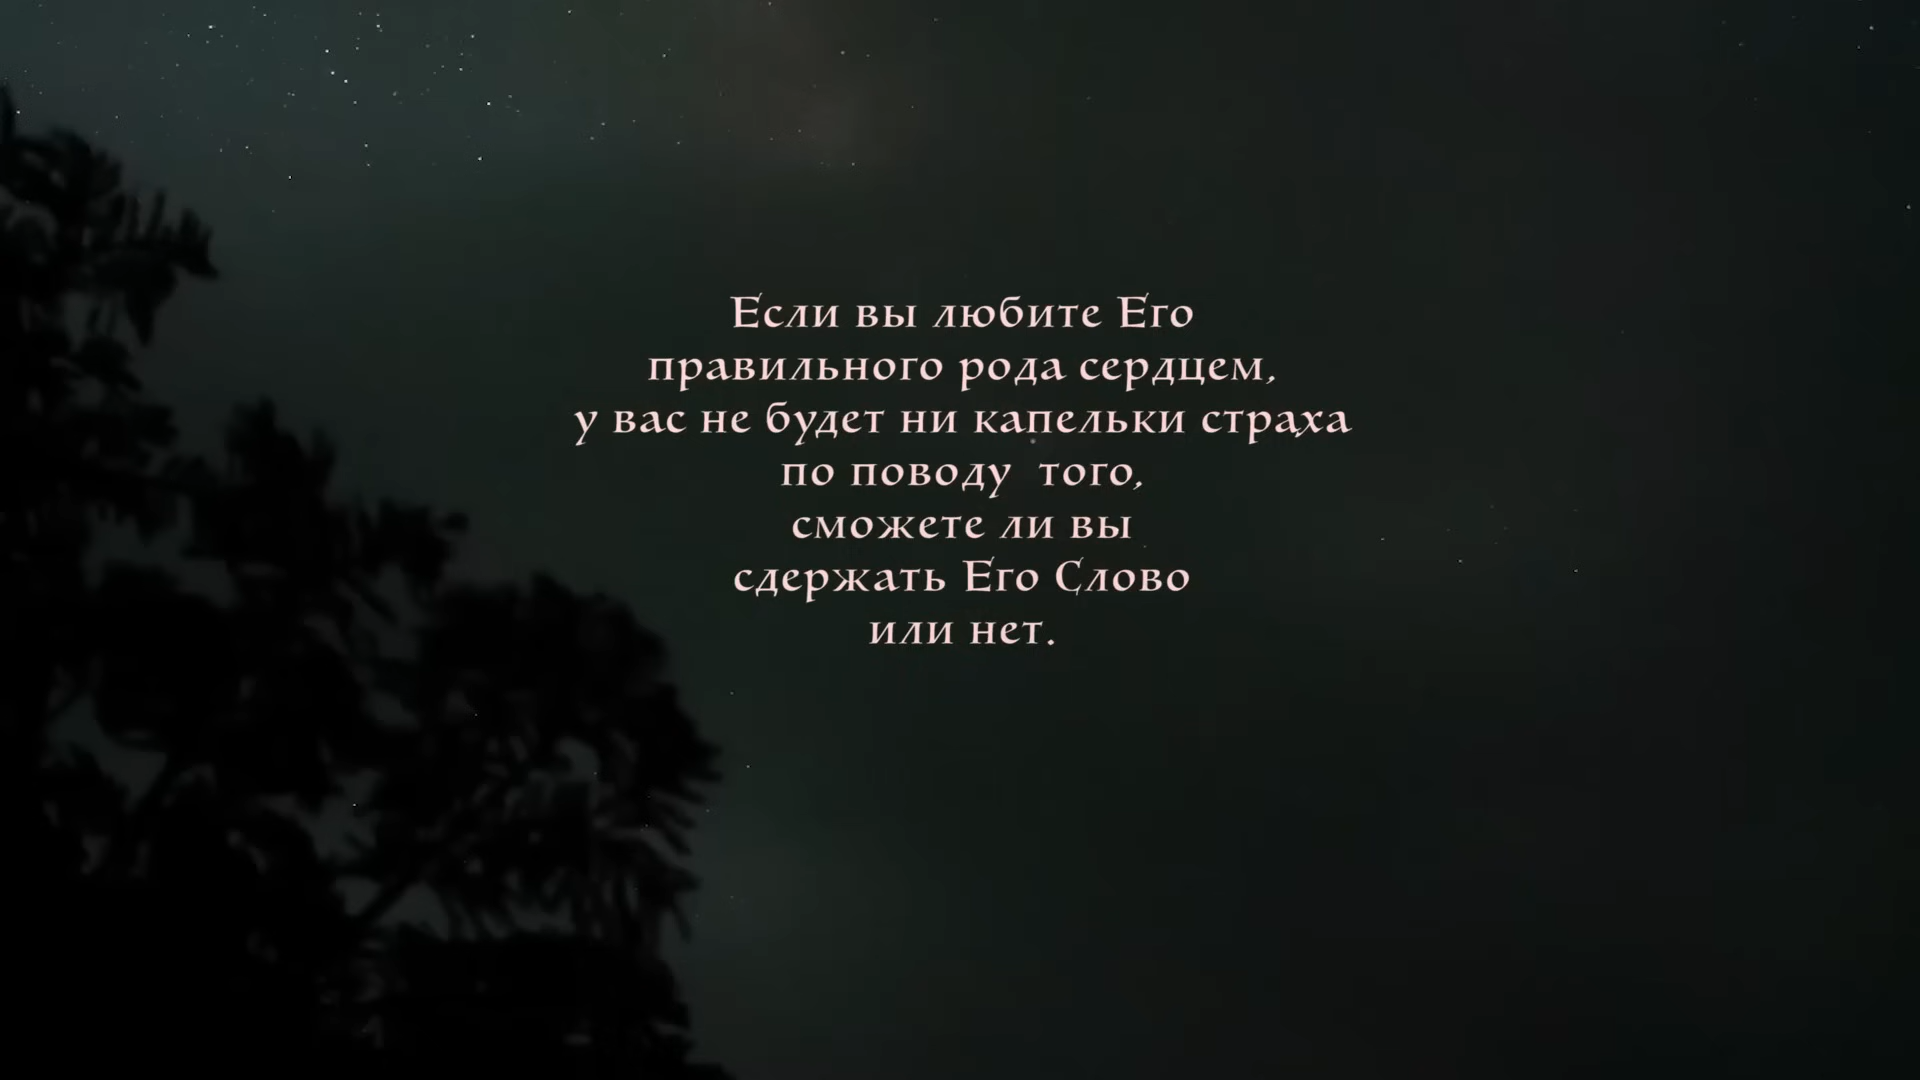 Если вы любите Его
правильного рода сердцем,
у вас не будет ни капельки страха
по поводу  того,
сможете ли вы
сдержать Его Слово
или нет.